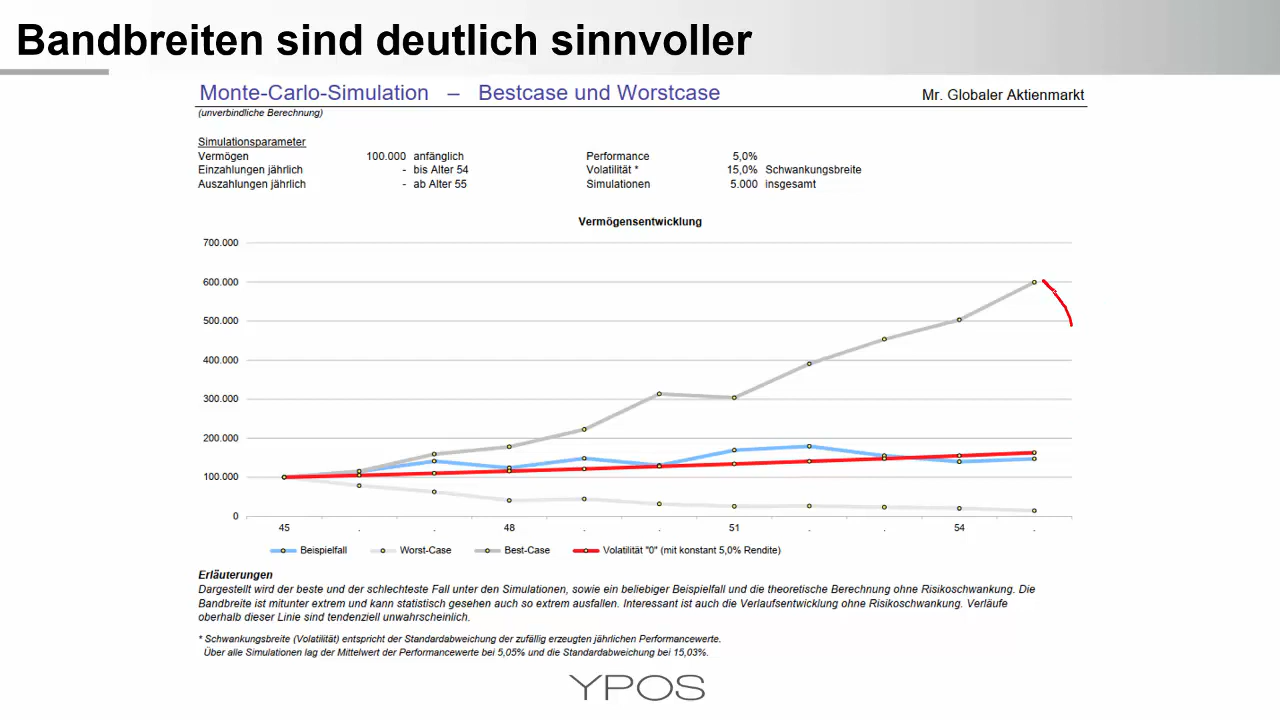 Bandbreiten sind deutlich sinnvoller
Monte-Carlo-Simulation – Bestcase und Worstcase
Mr. Globaler Aktienmarkt
(unverbindliche Berechnung)
Simulationsparameter
Vermögen 100.000 anfänglich Performance 5,0%
Einzahlungen jährlich - bis Alter 54 Volatilität * 15,0% Schwankungsbreite
Auszahlungen jährlich - ab Alter 55 Simulationen 5.000 insgesamt
Vermögensentwicklung
700.000
600.000
500.000
400.000
300.000
200.000
100.000
0
45 . . 48 . . 51 . . 54 .
Beispielfall Worst-Case Best-Case Volatilität "0" (mit konstant 5,0% Rendite)
Erläuterungen
Dargestellt wird der beste und der schlechteste Fall unter den Simulationen, sowie ein beliebiger Beispielfall und die theoretische Berechnung ohne Risikoschwankung. Die
Bandbreite ist mitunter extrem und kann statistisch gesehen auch so extrem ausfallen. Interessant ist auch die Verlaufsentwicklung ohne Risikoschwankung. Verläufe
oberhalb dieser Linie sind tendenziell unwahrscheinlich.
* Schwankungsbreite (Volatilität) entspricht der Standardabweichung der zufällig erzeugten jährlichen Performancewerte.
Über alle Simulationen lag der Mittelwert der Performancewerte bei 5,05% und die Standardabweichung bei 15,03%.
YPOS